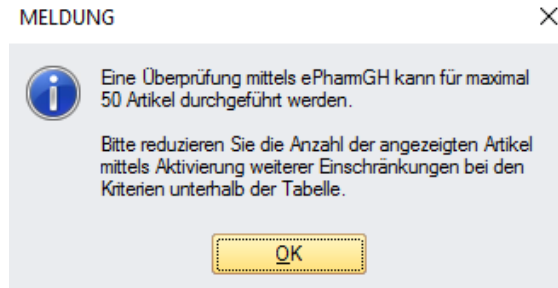 MELDUNG
Eine Überprüfung mittels ePharmGH kann für maximal
50 Artikel durchgeführt werden.
Bitte reduzieren Sie die Anzahl der angezeigten Artikel
mittels Aktivierung weiterer Einschränkungen bei den
Kriterien unterhalb der Tabelle.
OK